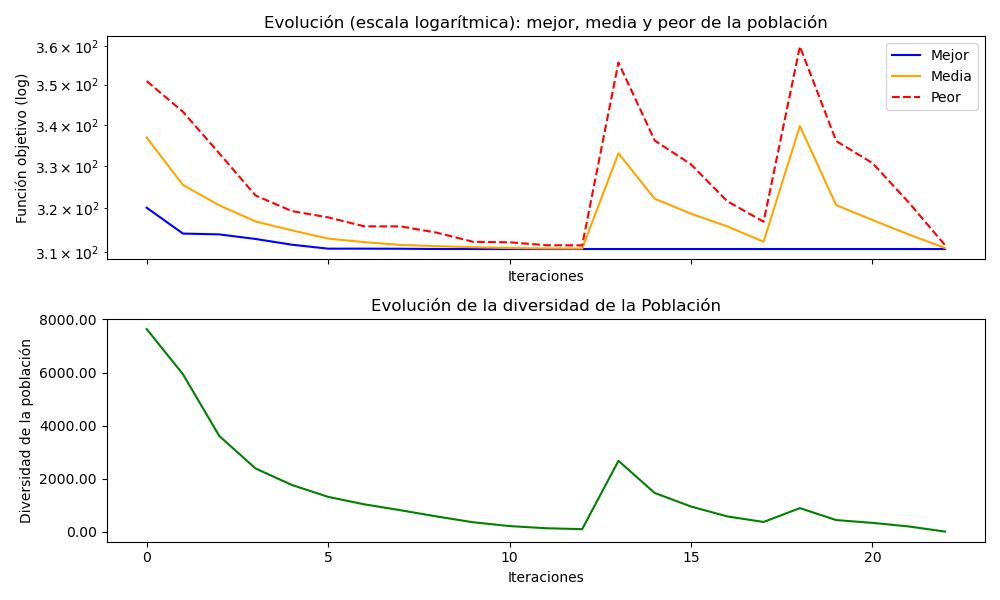 Evolución (escala logarítmica): mejor, media y peor de la población
Función objetivo (log)
3.6 × 10²
3.5 × 10²
3.4 × 10²
3.3 × 10²
3.2 × 10²
3.1 × 10²
Mejor
Media
Peor
Iteraciones
Evolución de la diversidad de la Población
Diversidad de la población
8000.00
6000.00
4000.00
2000.00
0.00
0 5 10 15 20
Iteraciones